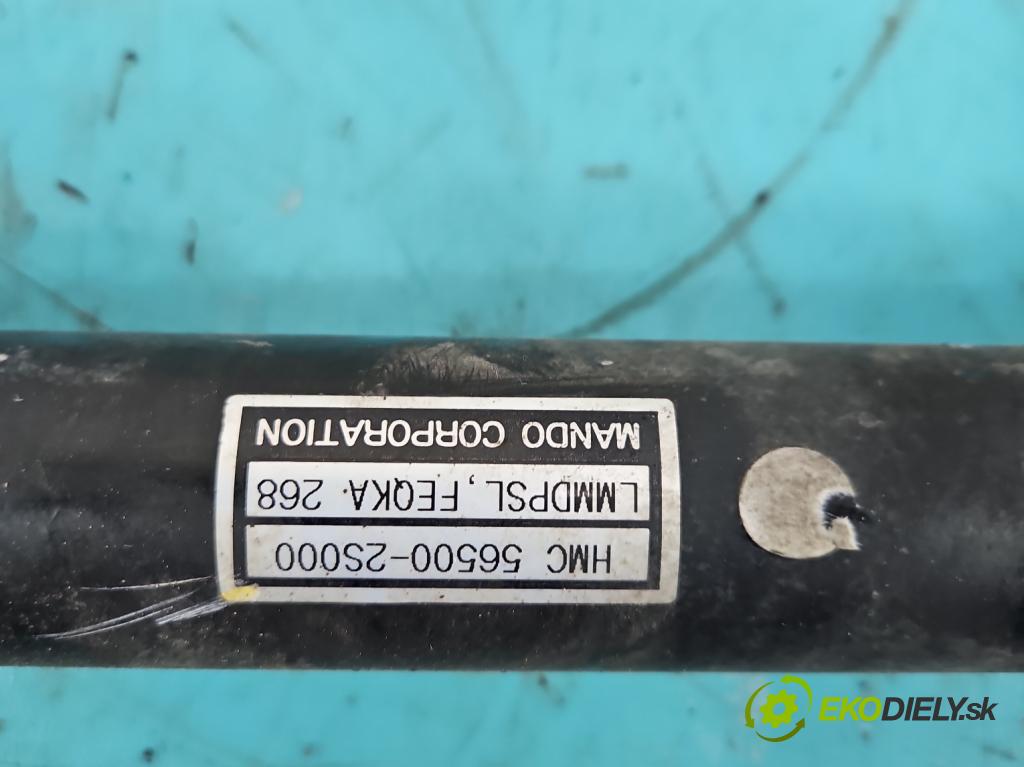 HMC 56500-2S000
LMMDPSL,FEQKA 268
MANDO CORPORATION
EKODIELY.sk